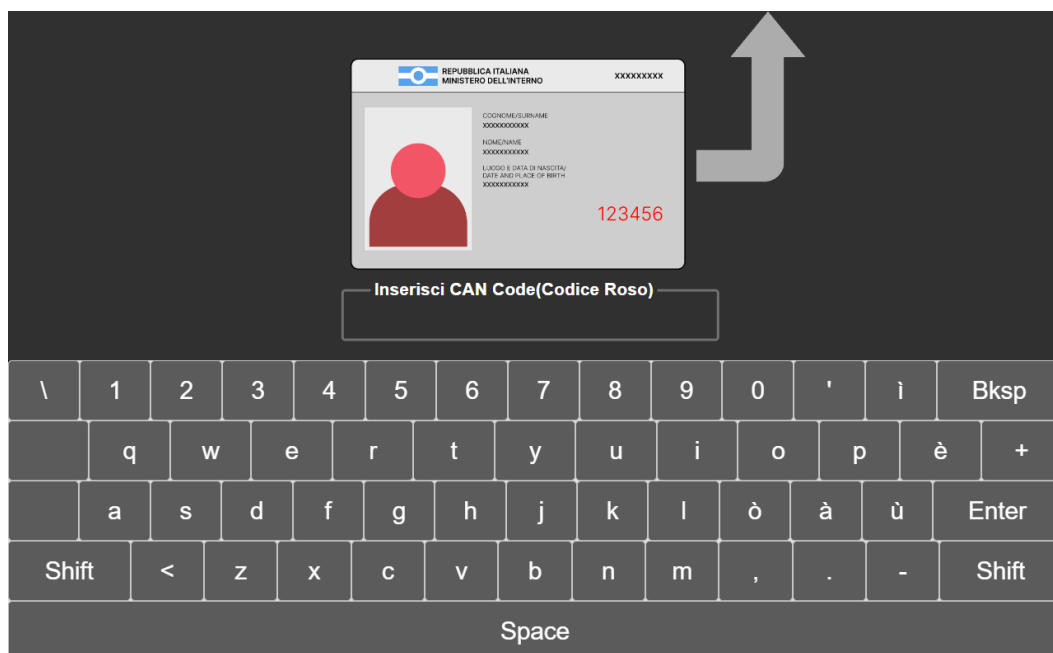 REPUBBLICA ITALIANA
MINISTERO DELL'INTERNO
XXXXXXXXX
COGNOME/SURNAME
XXXXXXXXXXX
NOME/NAME
XXXXXXXXXXX
LUOGO E DATA DI NASCITA/
DATE AND PLACE OF BIRTH
XXXXXXXXXXX
123456
Inserisci CAN Code(Codice Roso)
\ 1 2 3 4 5 6 7 8 9 0 ' ì Bksp
q w e r t y u i o p è +
a s d f g h j k l ò à ù Enter
Shift < z x c v b n m , . - Shift
Space